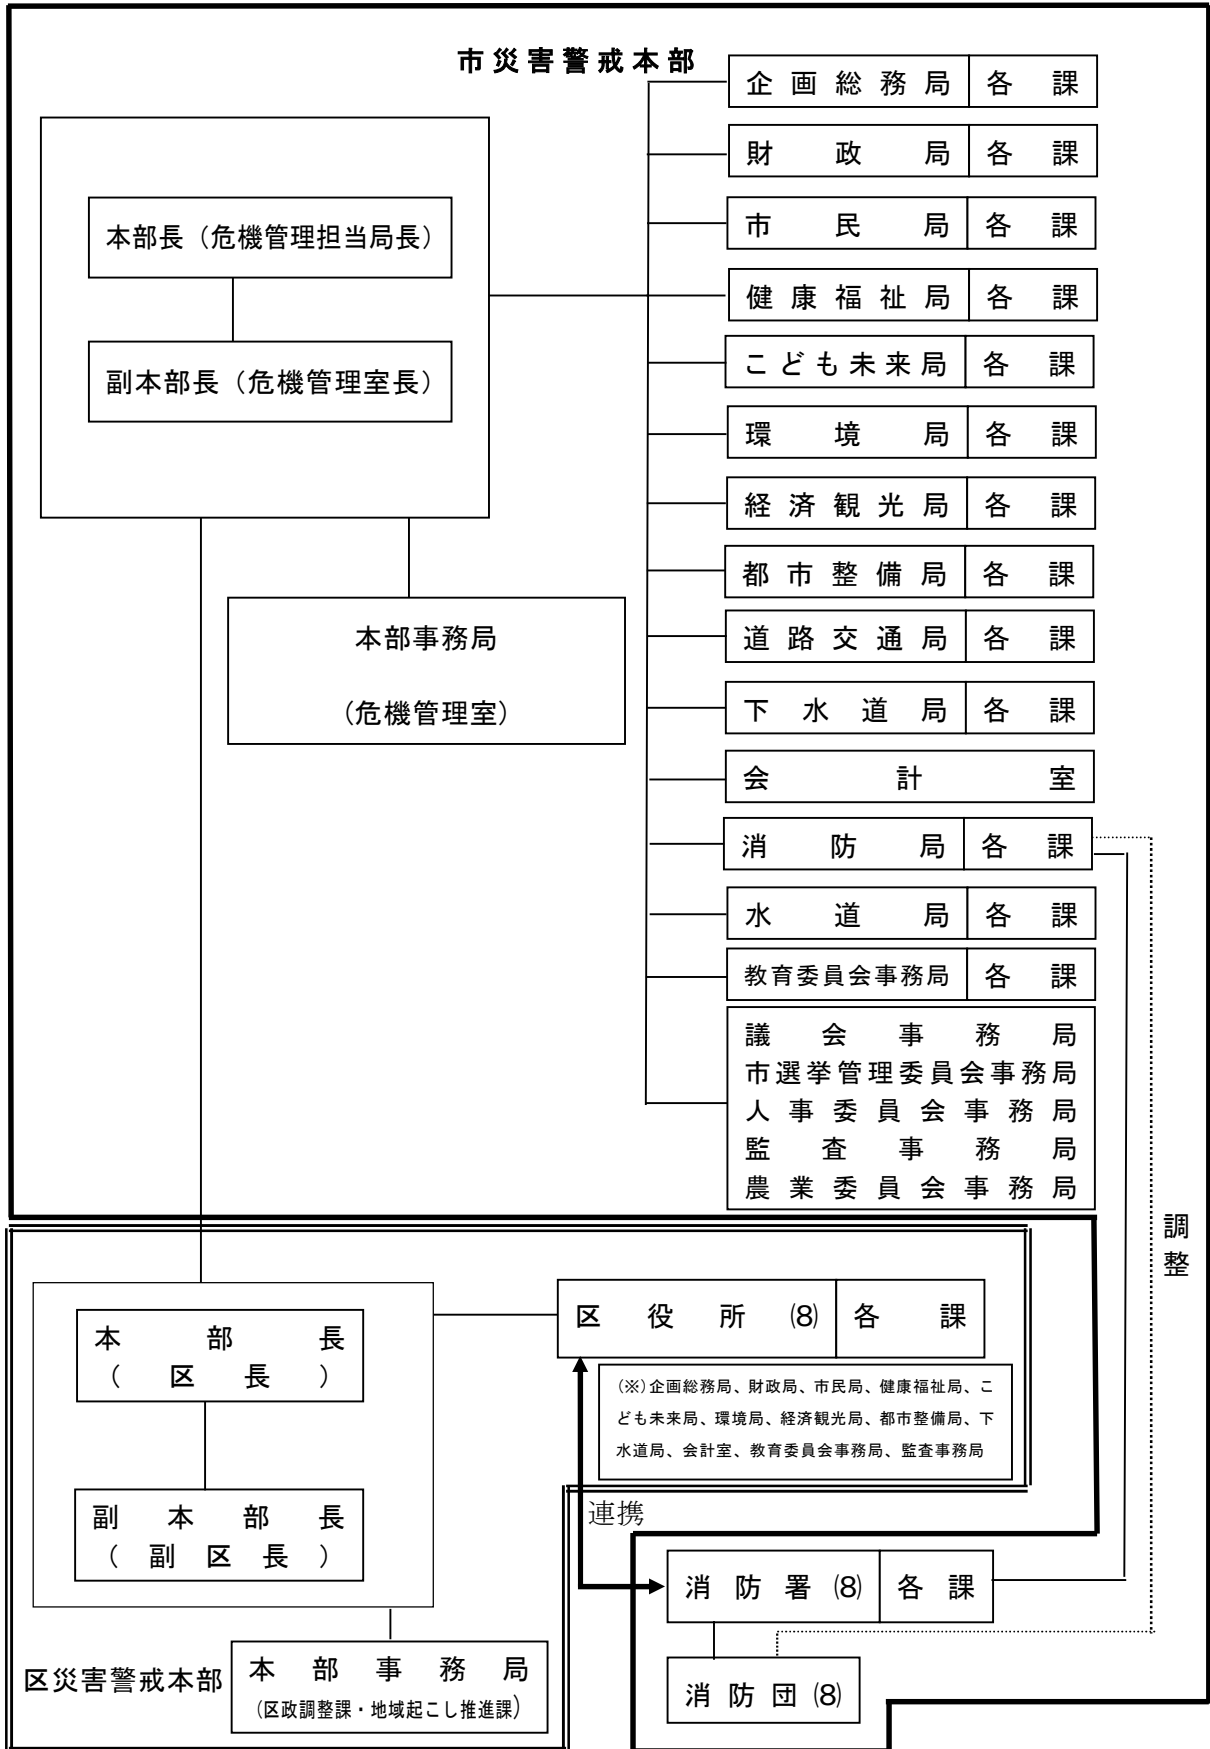 市災害警戒本部
本部長（危機管理担当局長）
副本部長（危機管理室長）
本部事務局
（危機管理室）
企画総務局 各課
財政局 各課
市民局 各課
健康福祉局 各課
こども未来局 各課
環境局 各課
経済観光局 各課
都市整備局 各課
道路交通局 各課
下水道局 各課
会計室
消防局 各課
水道局 各課
教育委員会事務局 各課
議会事務局
市選挙管理委員会事務局
人事委員会事務局
監査事務局
農業委員会事務局
調整
本部長
（区長）
副本部長
（副区長）
区災害警戒本部
本部事務局
（区政調整課・地域起こし推進課）
区役所⑻ 各課
(※)企画総務局、財政局、市民局、健康福祉局、こ
ども未来局、環境局、経済観光局、都市整備局、下
水道局、会計室、教育委員会事務局、監査事務局
連携
消防署⑻ 各課
消防団⑻